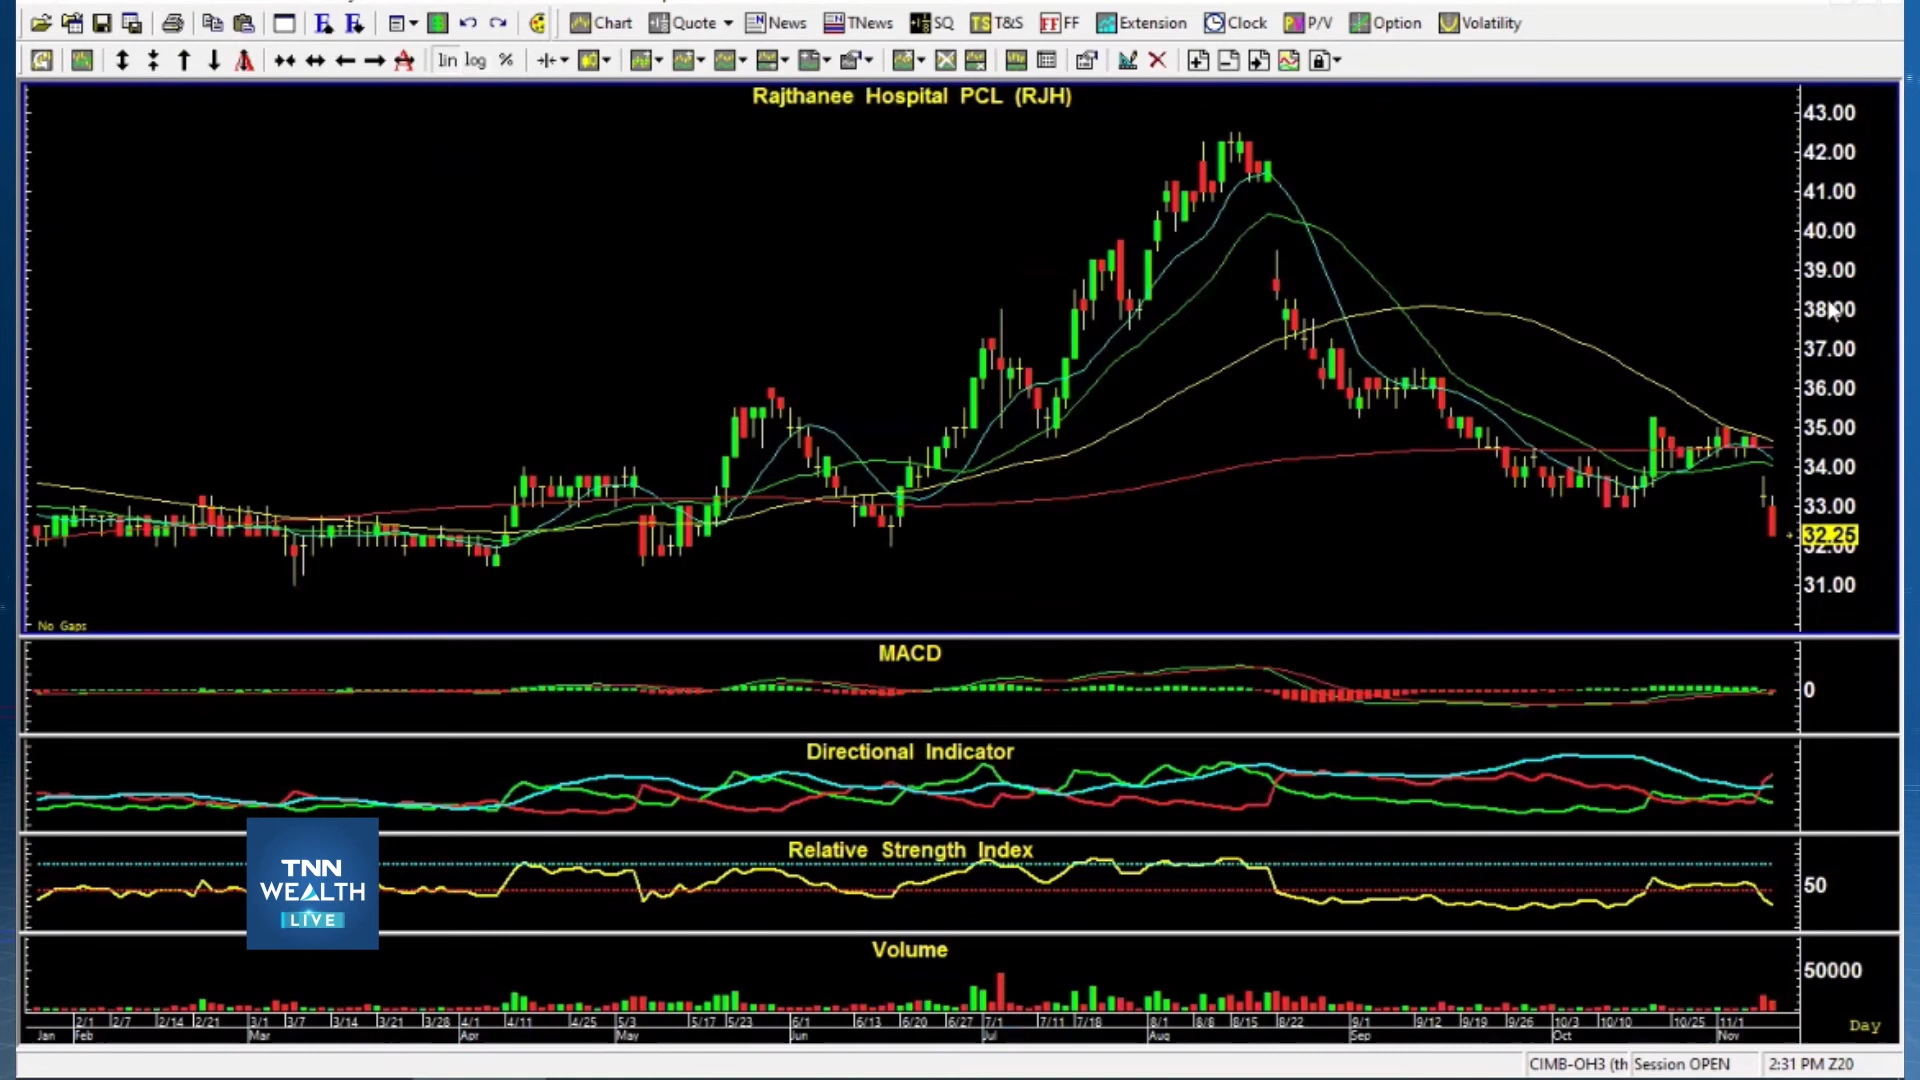 Chart Quote News TNews SQ TS T&S FF FF Extension Clock P/V Option Volatility
lin log %
Rajthanee Hospital PCL (RJH)
43.00
42.00
41.00
40.00
39.00
38.00
37.00
36.00
35.00
34.00
33.00
32.25
32.00
31.00
No Gaps
MACD
0
Directional Indicator
Relative Strength Index
50
TNN
WEALTH
LIVE
Volume
50000
2/1 2/7 2/14 2/21 3/1 3/7 3/14 3/21 3/28 4/1 4/11 4/25 5/3 5/17 5/23 6/1 6/13 6/20 6/27 7/1 7/11 7/18 8/1 8/8 8/15 8/22 9/1 9/12 9/19 9/26 10/3 10/10 10/25 11/1
Jan Feb Mar Apr May Jun Jul Aug Sep Oct Nov
Day
CIMB-OH3 (th Session OPEN 2:31 PM Z20